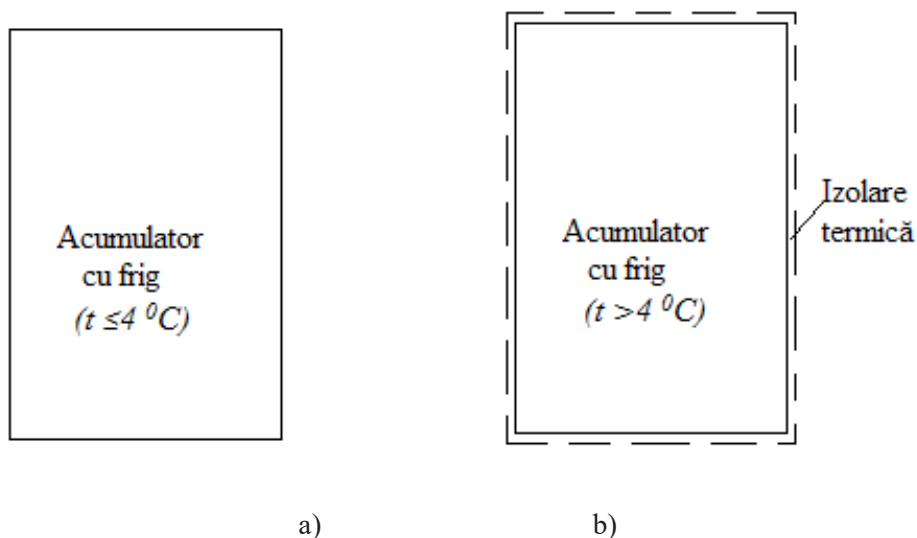 Acumulator
cu frig
(t ≤4 ⁰C)
Acumulator
cu frig
(t >4 ⁰C)
Izolare
termică
a)
b)